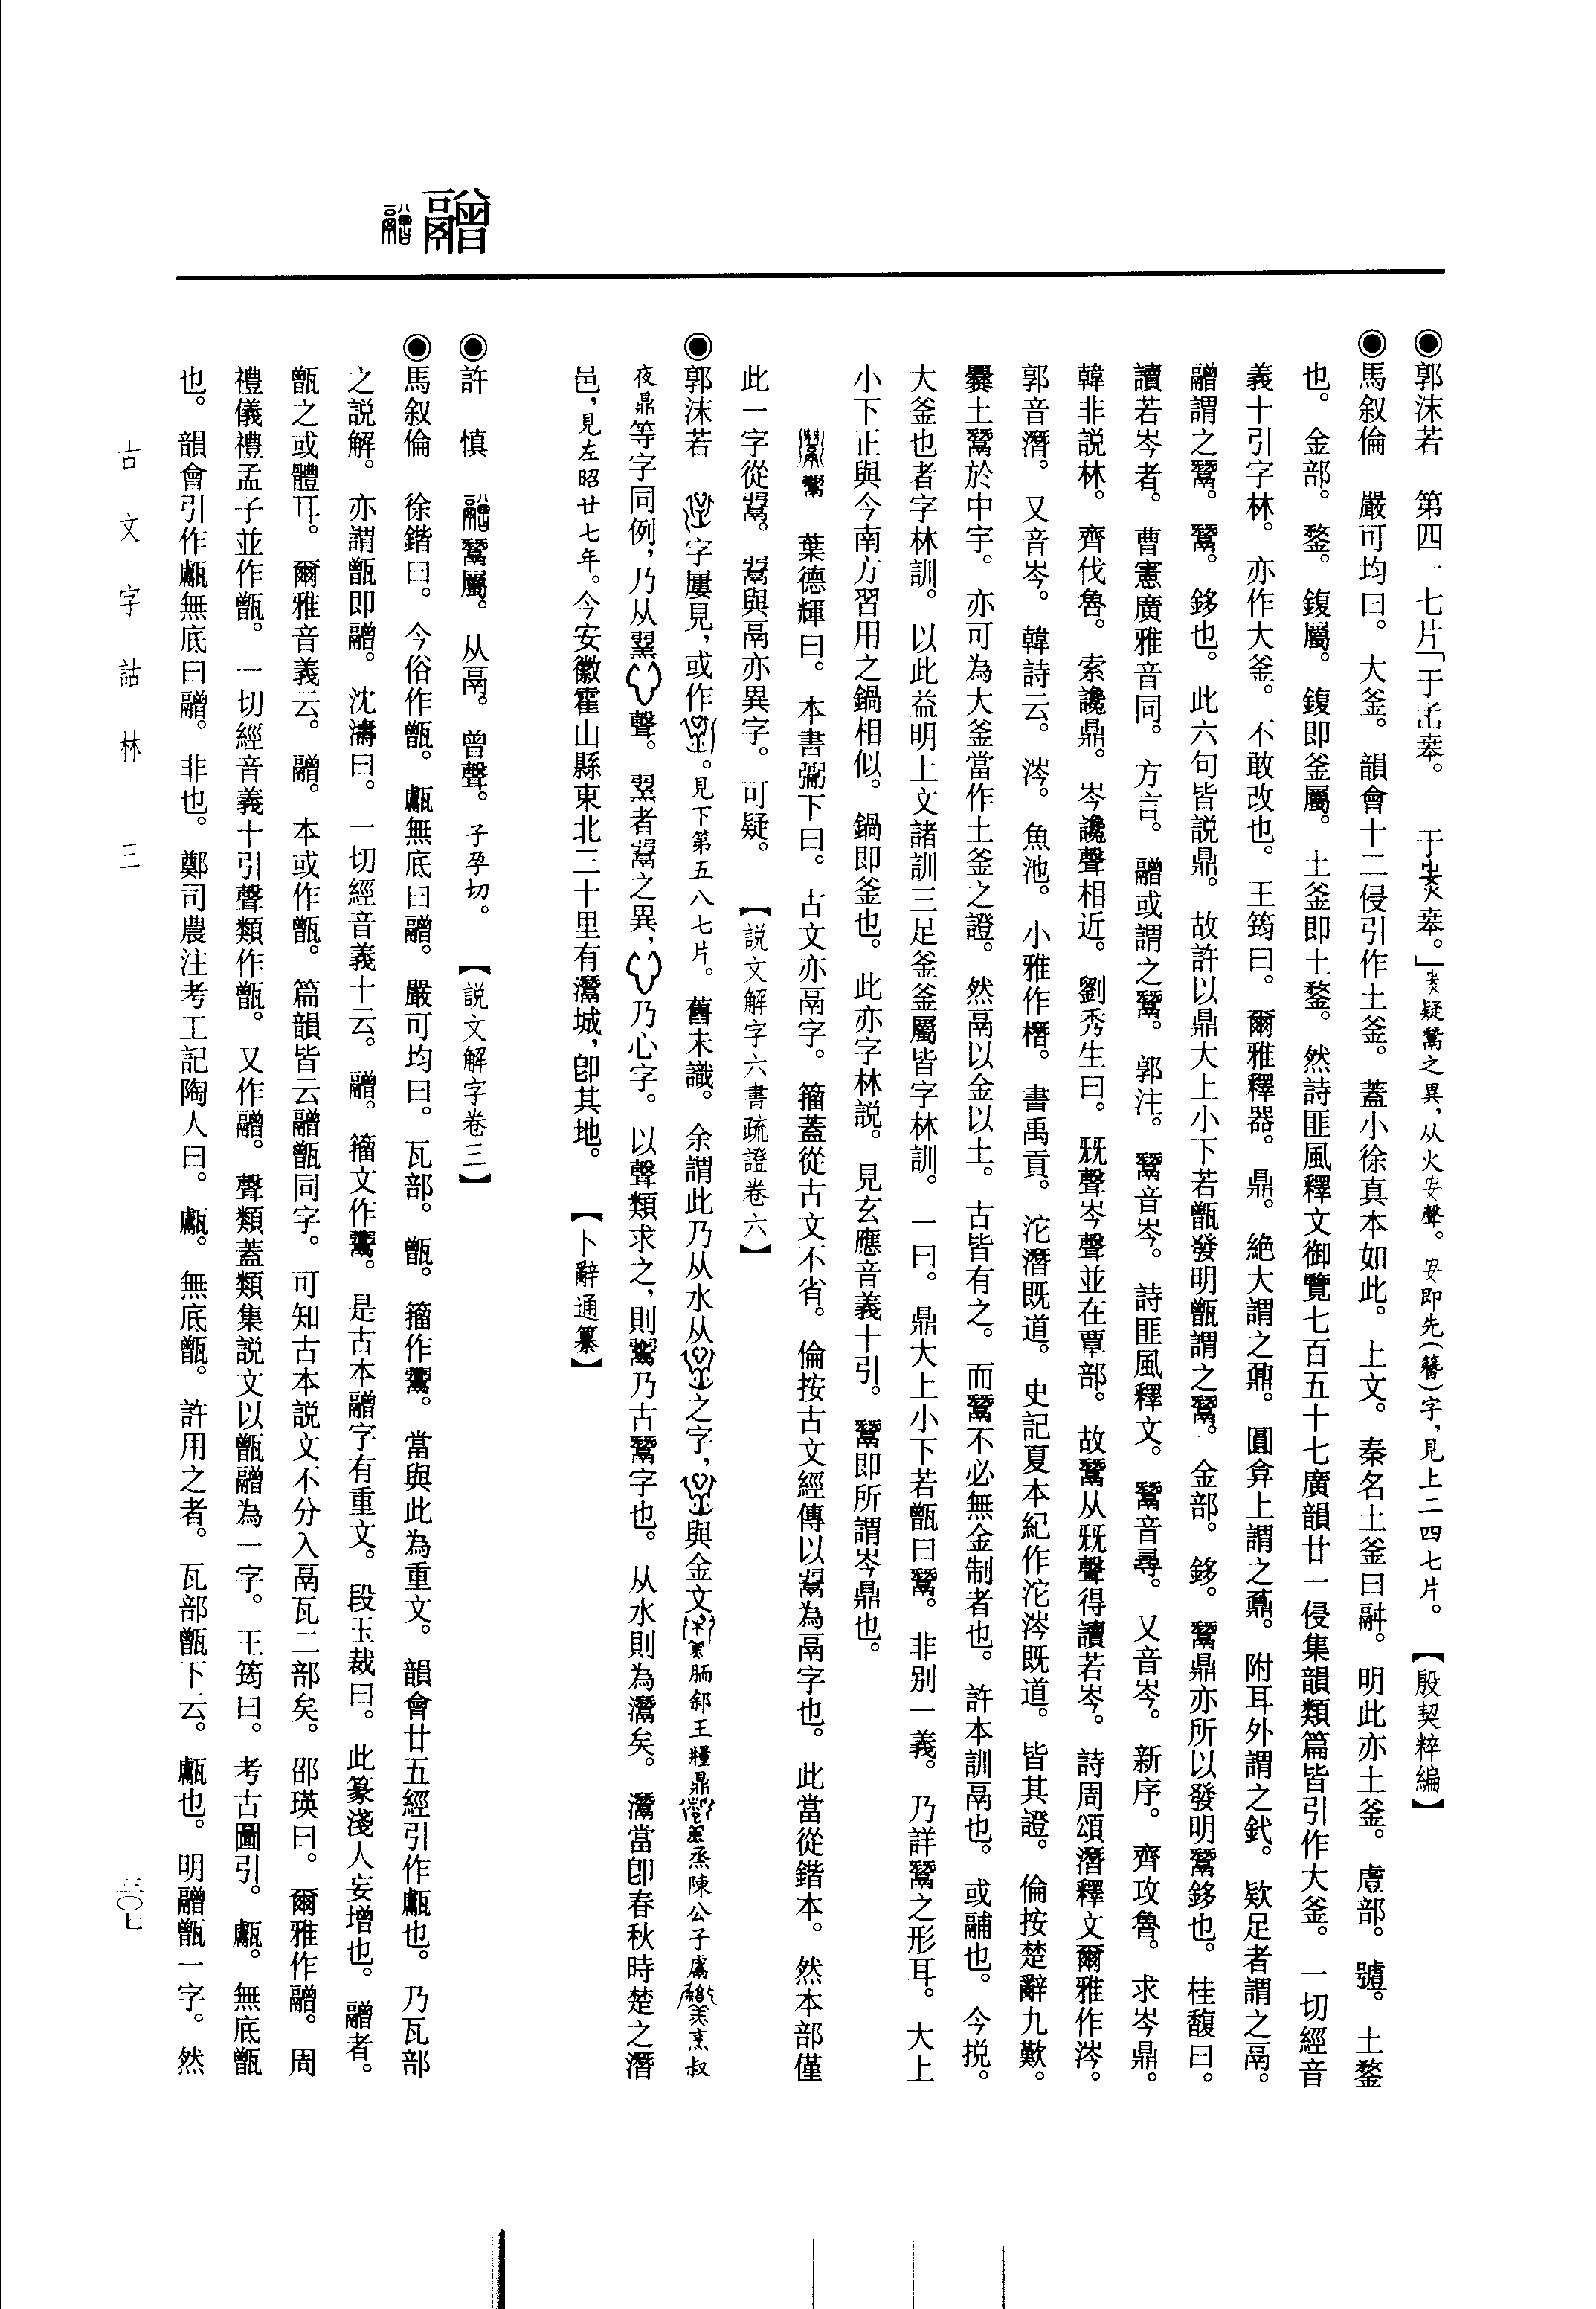 䰝
◉郭沫若　第四一七片「于𡥀桒。　于桒。」疑鬵之異，从火安聲。安即先（簪）字，見上二四七片。　【殷契粹編】
◉馬叙倫　嚴可均曰。大釜。韻會十二侵引作土釜。蓋小徐真本如此。上文。秦名土釜曰䰞。明此亦土釜。䖒部。號。土鍪
也。金部。鍪。鍑屬。鍑即釜屬。土釜即土鍪。然詩匪風釋文御覽七百五十七廣韻廿一侵集韻類篇皆引作大釜。一切經音
義十引字林。亦作大釜。不敢改也。王筠曰。爾雅釋器。鼎。絶大謂之鼐。圓弇上謂之鼒。附耳外謂之釴。欵足者謂之鬲。
䰝謂之鬵。鬵。鉹也。此六句皆説鼎。故許以鼎大上小下若甑發明甑謂之鬵。金部。鉹。鬵鼎亦所以發明鬵鉹也。桂馥曰。
讀若岑者。曹憲廣雅音同。方言。䰝或謂之鬵。郭注。鬵音岑。詩匪風釋文。鬵音尋。又音岑。新序。齊攻魯。求岑鼎。
韓非説林。齊伐魯。索讒鼎。岑讒聲相近。劉秀生曰。兓聲岑聲並在覃部。故鬵从兓聲得讀若岑。詩周頌潛釋文爾雅作涔。
郭音潛。又音岑。韓詩云。涔。魚池。小雅作橬。書禹貢。沱潛既道。史記夏本紀作沱涔既道。皆其證。倫按楚辭九歎。
爨土鬵於中宇。亦可為大釜當作土釜之證。然鬲以金以土。古皆有之。而鬵不必無金制者也。許本訓鬲也。或䰙也。今挩。
大釜也者字林訓。以此益明上文諸訓三足釜釜屬皆字林訓。一曰。鼎大上小下若甑曰鬵。非别一義。乃詳鬵之形耳。大上
小下正與今南方習用之鍋相似。鍋即釜也。此亦字林説。見玄應音義十引。鬵即所謂岑鼎也。
葉德輝曰。本書䰜下曰。古文亦鬲字。籀蓋從古文不省。倫按古文經傳以䰜為鬲字也。此當從鍇本。然本部僅
此一字從䰜。䰜與鬲亦異字。可疑。　【説文解字六書疏證卷六】
◉郭沫若　字屢見，或作。見下第五八七片。舊未識。余謂此乃从水从之字，與金文㪅䣄王糧鼎烝陳公子甗烹叔
夜鼎等字同例，乃从聲。者䰜之異，乃心字。以聲類求之，則乃古鬵字也。从水則為灊矣。灊當即春秋時楚之潛
邑，見左昭廿七年。今安徽霍山縣東北三十里有灊城，即其地。　【卜辭通纂】
◉許　慎　䰝鬵屬。从鬲。曾聲。子孕切。　【説文解字卷三】
◉馬叙倫　徐鍇曰。今俗作甑。甗無底曰䰝。嚴可均曰。瓦部。甑。籀作。當與此為重文。韻會廿五經引作甗也。乃瓦部
之説解。亦謂甑即䰝。沈濤曰。一切經音義十云。䰝。籀文作。是古本䰝字有重文。段玉裁曰。此篆淺人妄增也。䰝者。
甑之或體耳。爾雅音義云。䰝。本或作甑。篇韻皆云䰝甑同字。可知古本説文不分入鬲瓦二部矣。邵瑛曰。爾雅作䰝。周
禮儀禮孟子並作甑。一切經音義十引聲類作甑。又作䰝。聲類蓋類集説文以甑䰝為一字。王筠曰。考古圖引。甗。無底甑
也。韻會引作甗無底曰䰝。非也。鄭司農注考工記陶人曰。甗。無底甑。許用之者。瓦部甑下云。甗也。明䰝甑一字。然
古文字詁林　三
三〇七